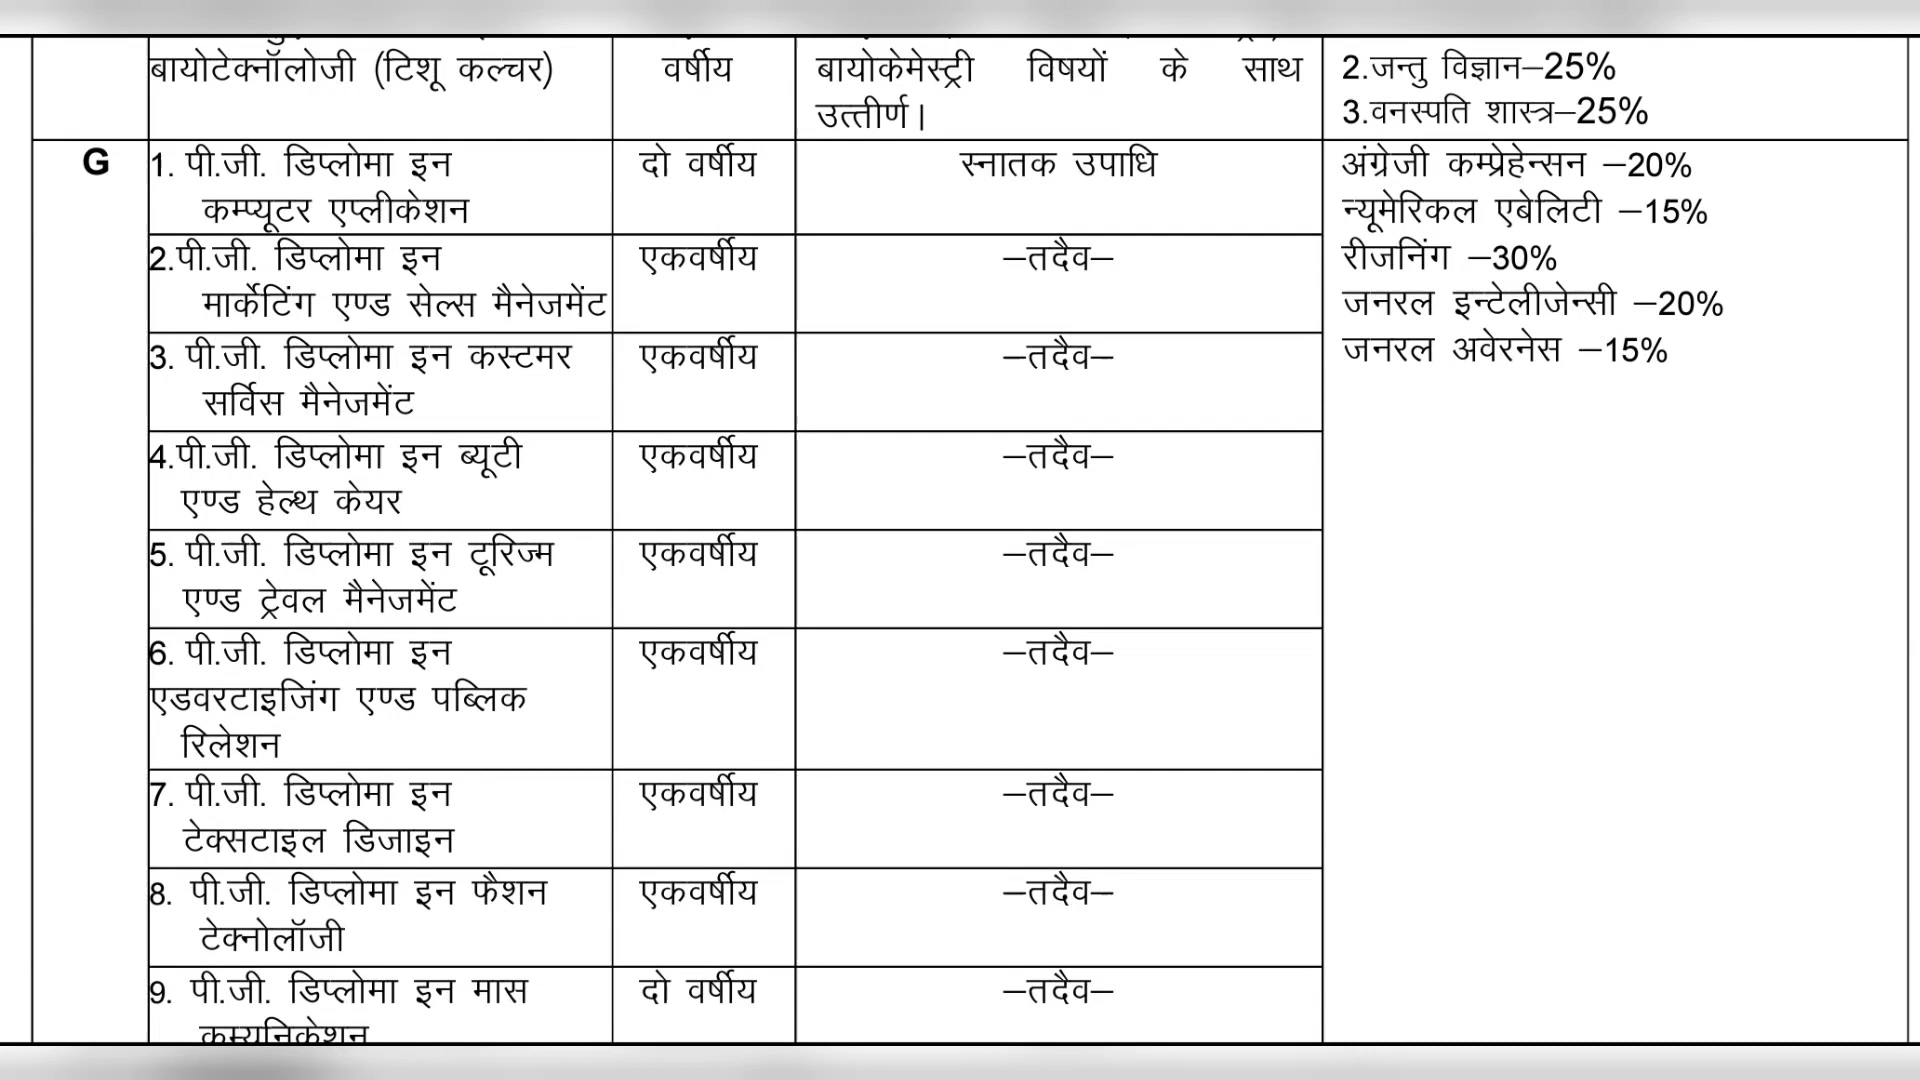 बायोटेक्नॉलोजी (टिशू कल्चर)
वर्षीय
बायोकेमेस्ट्री विषयों के साथ
उत्तीर्ण।
2.जन्तु विज्ञान–25%
3.वनस्पति शास्त्र–25%
G
1. पी.जी. डिप्लोमा इन
कम्प्यूटर एप्लीकेशन
दो वर्षीय
स्नातक उपाधि
अंग्रेजी कम्प्रेहेन्सन –20%
न्यूमेरिकल एबेलिटी –15%
रीजनिंग –30%
जनरल इन्टेलीजेन्सी –20%
जनरल अवेरनेस –15%
2.पी.जी. डिप्लोमा इन
मार्केटिंग एण्ड सेल्स मैनेजमेंट
एकवर्षीय
–तदैव–
3. पी.जी. डिप्लोमा इन कस्टमर
सर्विस मैनेजमेंट
एकवर्षीय
–तदैव–
4.पी.जी. डिप्लोमा इन ब्यूटी
एण्ड हेल्थ केयर
एकवर्षीय
–तदैव–
5. पी.जी. डिप्लोमा इन टूरिज्म
एण्ड ट्रेवल मैनेजमेंट
एकवर्षीय
–तदैव–
6. पी.जी. डिप्लोमा इन
एडवरटाइजिंग एण्ड पब्लिक
रिलेशन
एकवर्षीय
–तदैव–
7. पी.जी. डिप्लोमा इन
टेक्सटाइल डिजाइन
एकवर्षीय
–तदैव–
8. पी.जी. डिप्लोमा इन फैशन
टेक्नोलॉजी
एकवर्षीय
–तदैव–
9. पी.जी. डिप्लोमा इन मास
कम्यूनिकेशन
दो वर्षीय
–तदैव–